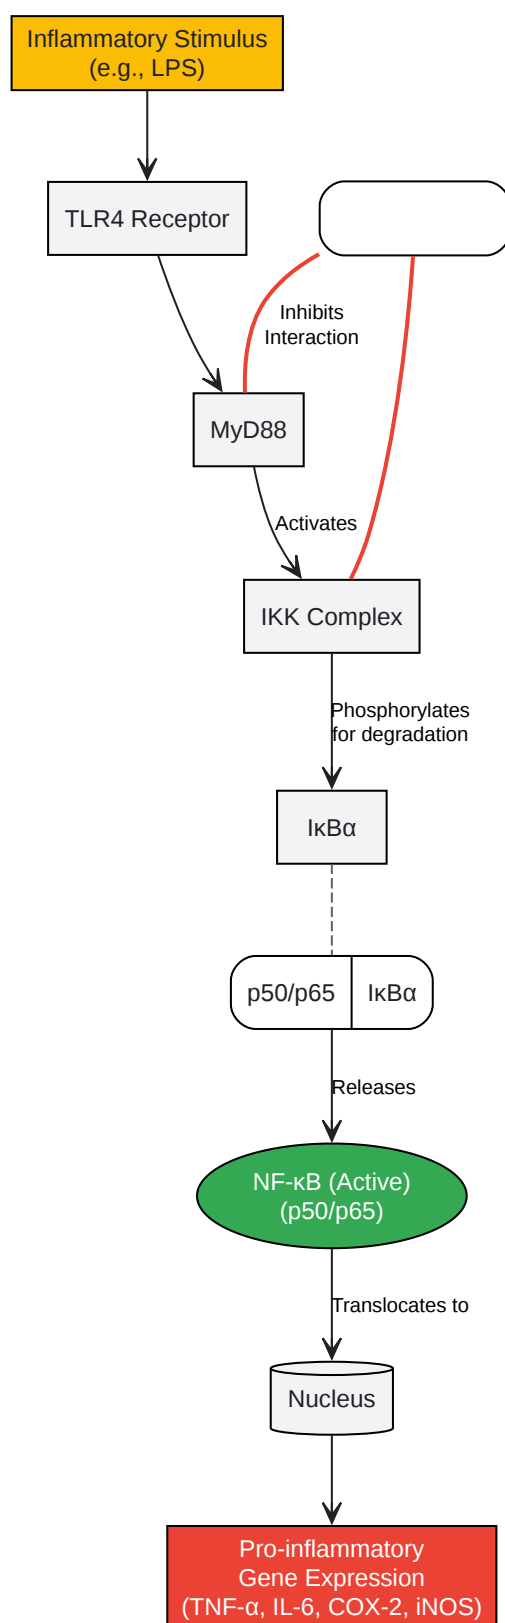 Inflammatory Stimulus
(e.g., LPS)
TLR4 Receptor
Inhibits
Interaction
MyD88
Activates
IKK Complex
Phosphorylates
for degradation
IκBα
p50/p65 IκBα
Releases
NF-κB (Active)
(p50/p65)
Translocates to
Nucleus
Pro-inflammatory
Gene Expression
(TNF-α, IL-6, COX-2, iNOS)